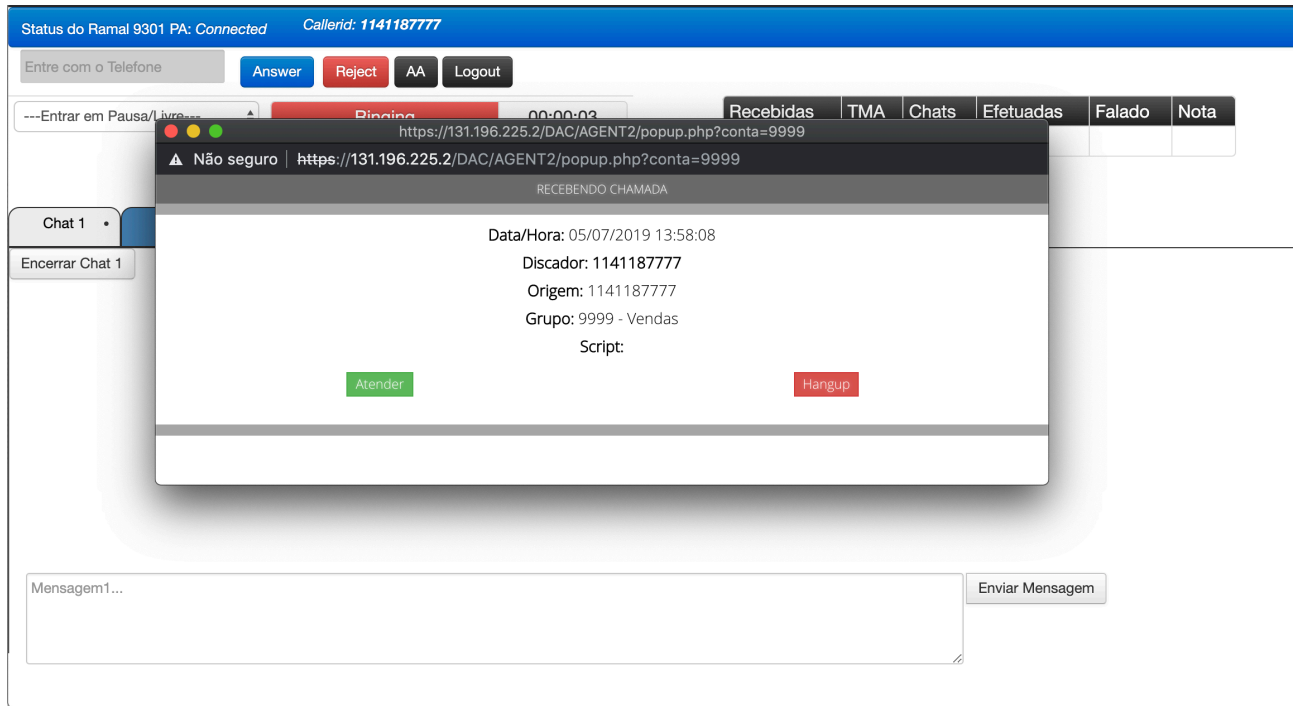 Status do Ramal 9301 PA: Connected Callerid: 1141187777
Entre com o Telefone Answer Reject AA Logout
---Entrar em Pausa/Livre--- Ringing 00:00:03 Recebidas TMA Chats Efetuadas Falado Nota
https://131.196.225.2/DAC/AGENT2/popup.php?conta=9999
Não seguro https://131.196.225.2/DAC/AGENT2/popup.php?conta=9999
RECEBENDO CHAMADA
Data/Hora: 05/07/2019 13:58:08
Discador: 1141187777
Origem: 1141187777
Grupo: 9999 - Vendas
Script:
Atender Hangup
Chat 1 •
Encerrar Chat 1
Mensagem1... Enviar Mensagem